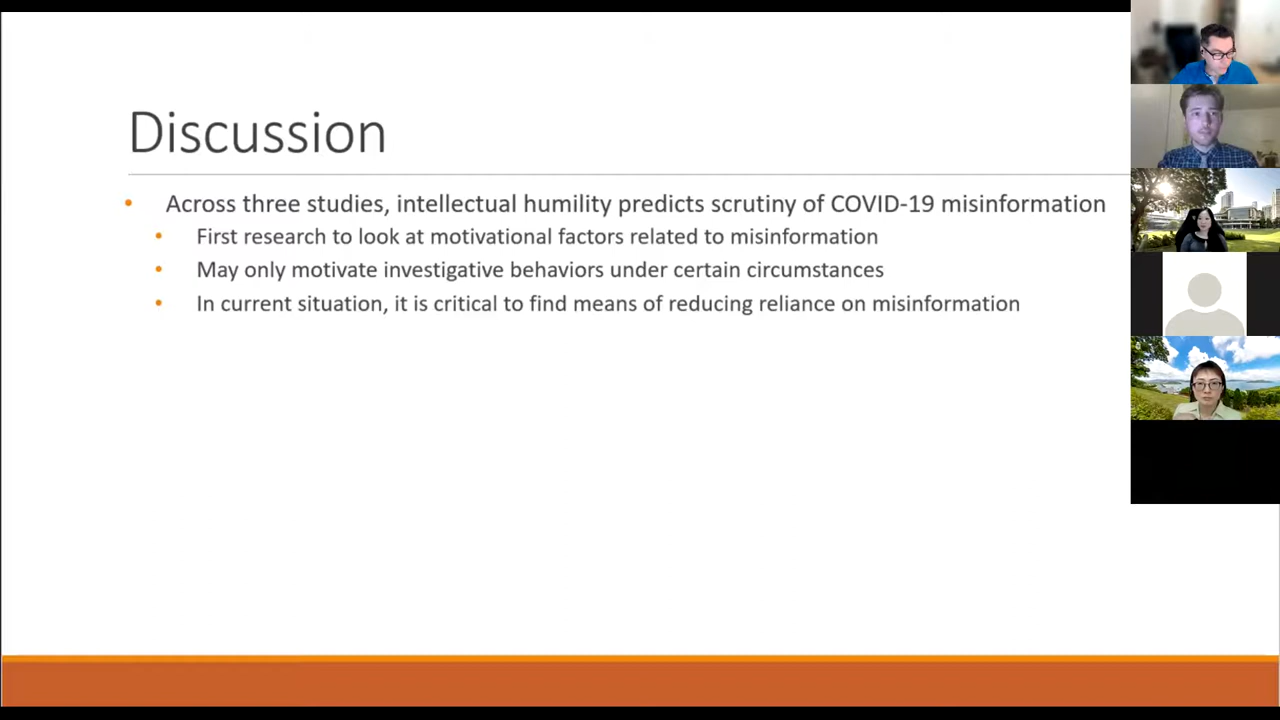 Discussion
Across three studies, intellectual humility predicts scrutiny of COVID-19 misinformation
First research to look at motivational factors related to misinformation
May only motivate investigative behaviors under certain circumstances
In current situation, it is critical to find means of reducing reliance on misinformation